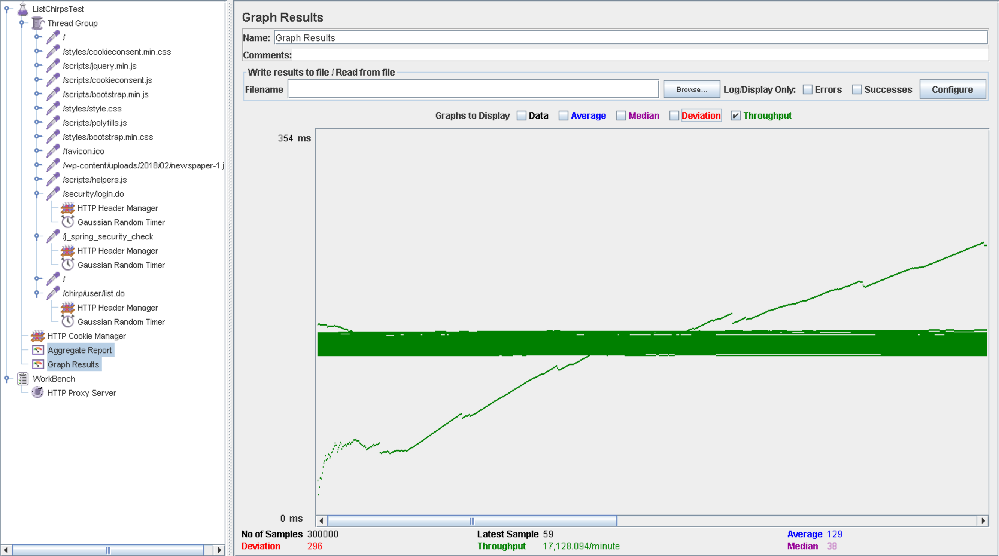 ListChirpsTest
Thread Group
/
/styles/cookieconsent.min.css
/scripts/jquery.min.js
/scripts/cookieconsent.js
/scripts/bootstrap.min.js
/styles/style.css
/scripts/polyfills.js
/styles/bootstrap.min.css
/favicon.ico
/wp-content/uploads/2018/02/newspaper-1.j
/scripts/helpers.js
/security/login.do
HTTP Header Manager
Gaussian Random Timer
/j_spring_security_check
HTTP Header Manager
Gaussian Random Timer
/
/chirp/user/list.do
HTTP Header Manager
Gaussian Random Timer
HTTP Cookie Manager
Aggregate Report
Graph Results
WorkBench
HTTP Proxy Server
Graph Results
Name: Graph Results
Comments:
Write results to file / Read from file
Filename Browse... Log/Display Only: Errors Successes Configure
Graphs to Display Data Average Median Deviation Throughput
354 ms
0 ms
No of Samples 300000 Latest Sample 59 Average 129
Deviation 296 Throughput 17,128.094/minute Median 38